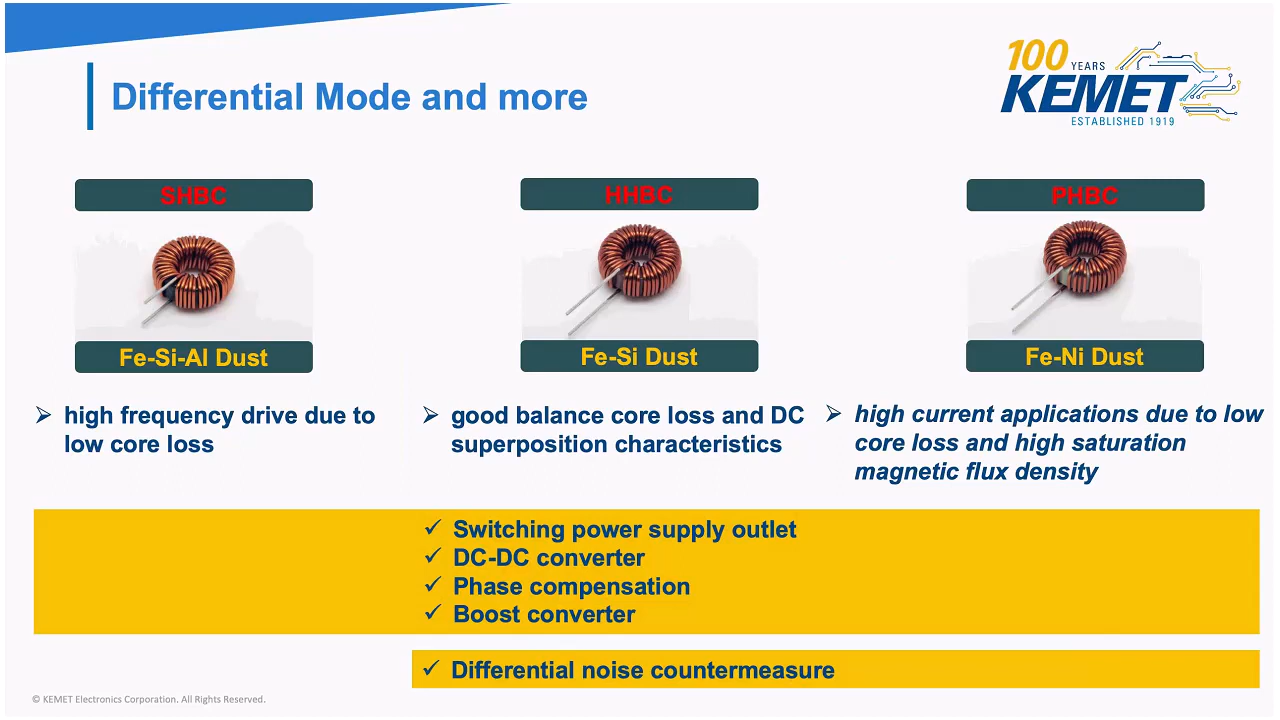 100 YEARS
KEMET
ESTABLISHED 1919
Differential Mode and more
SHBC
Fe-Si-Al Dust
high frequency drive due to
low core loss
HHBC
Fe-Si Dust
good balance core loss and DC
superposition characteristics
PHBC
Fe-Ni Dust
high current applications due to low
core loss and high saturation
magnetic flux density
Switching power supply outlet
DC-DC converter
Phase compensation
Boost converter
Differential noise countermeasure
© KEMET Electronics Corporation. All Rights Reserved.